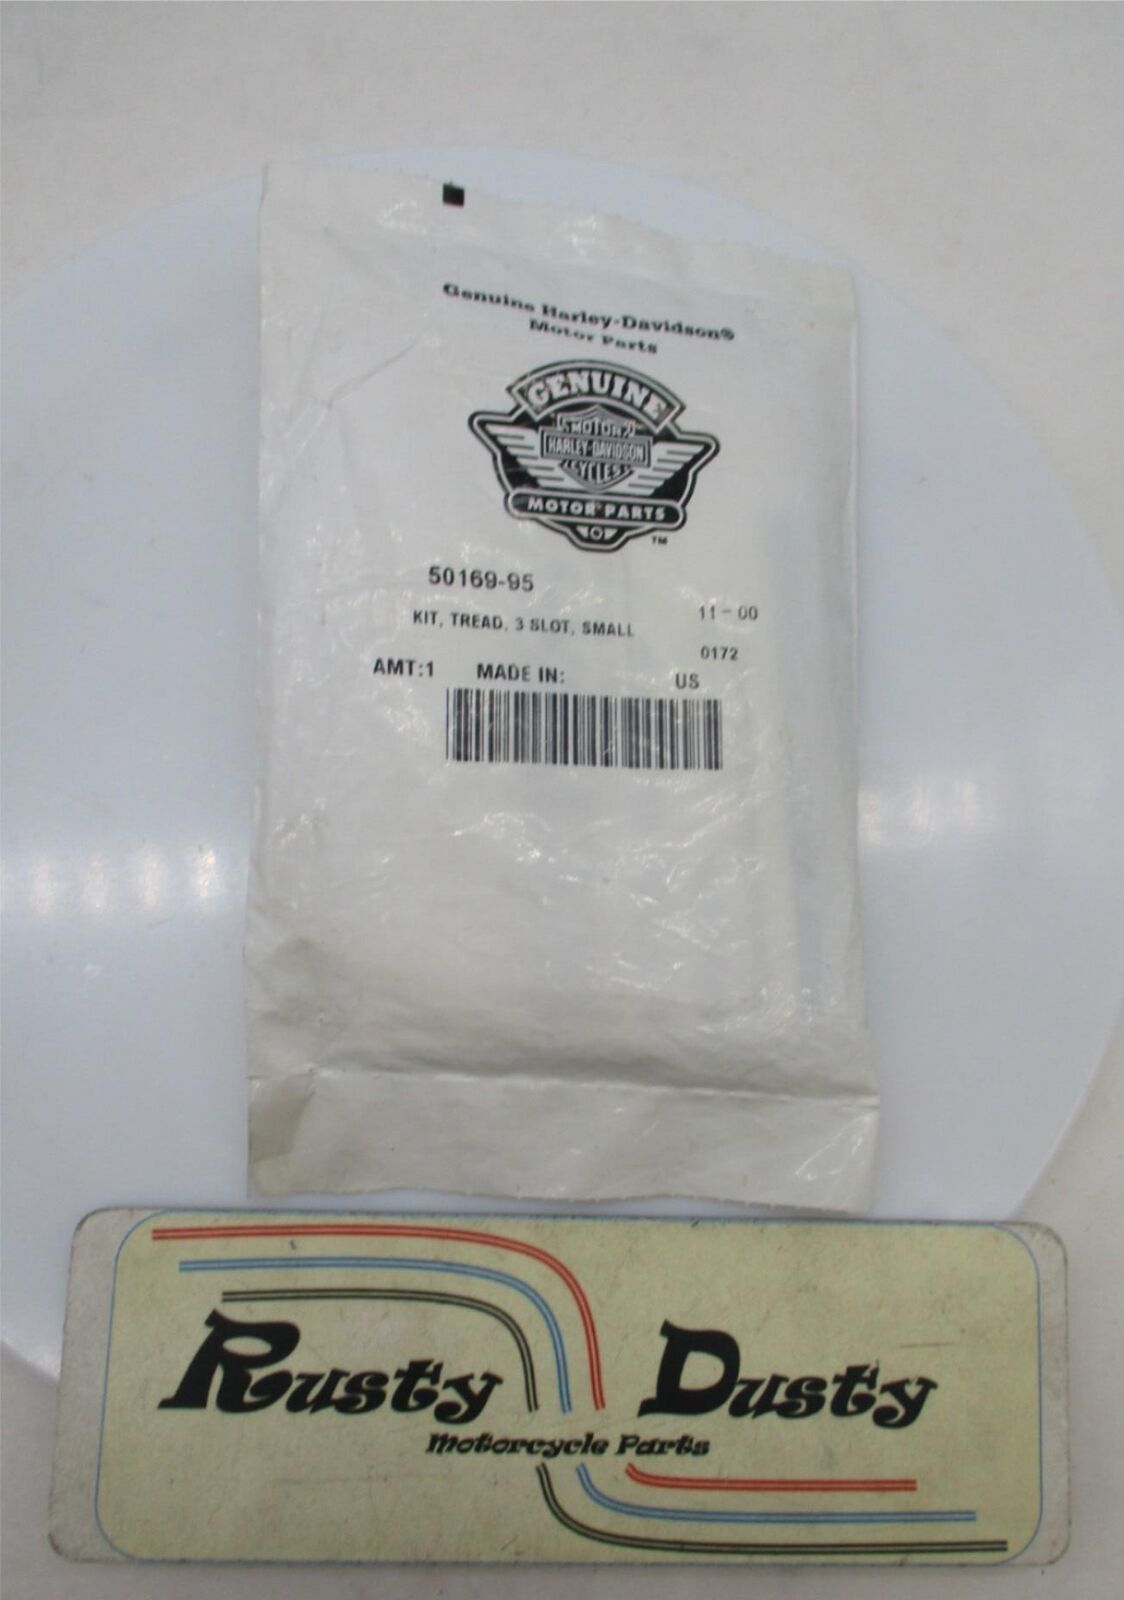 Genuine Harley-Davidson®
Motor Parts
GENUINE
MOTOR
HARLEY-DAVIDSON
CYCLES
MOTOR PARTS
TM
50169-95
11-00
KIT, TREAD, 3 SLOT, SMALL
0172
AMT:1 MADE IN: US
Rusty Dusty
Motorcycle Parts